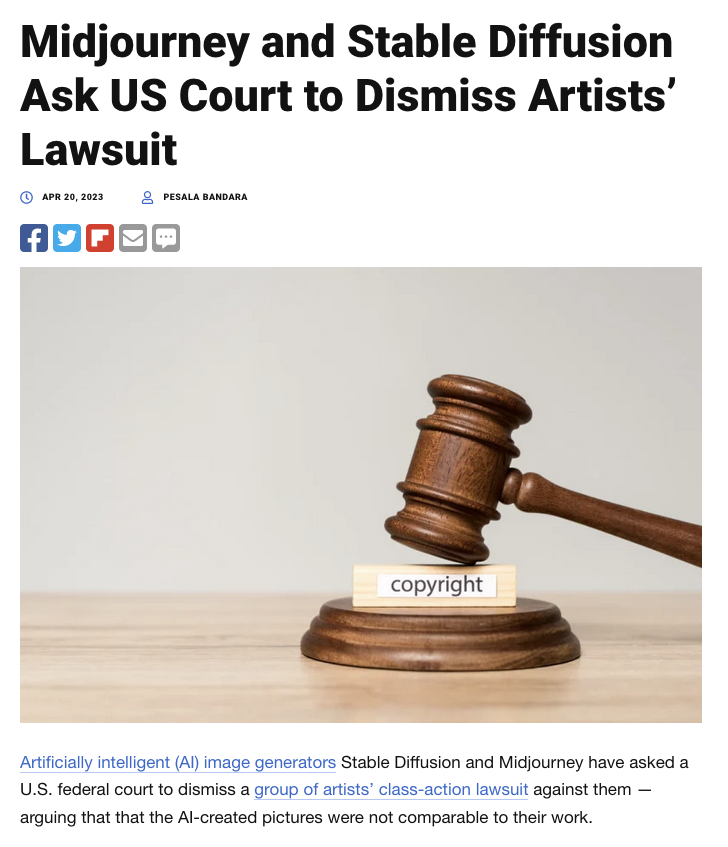 Midjourney and Stable Diffusion
Ask US Court to Dismiss Artists’
Lawsuit
APR 20, 2023 PESALA BANDARA
copyright
Artificially intelligent (AI) image generators Stable Diffusion and Midjourney have asked a
U.S. federal court to dismiss a group of artists’ class-action lawsuit against them —
arguing that that the AI-created pictures were not comparable to their work.